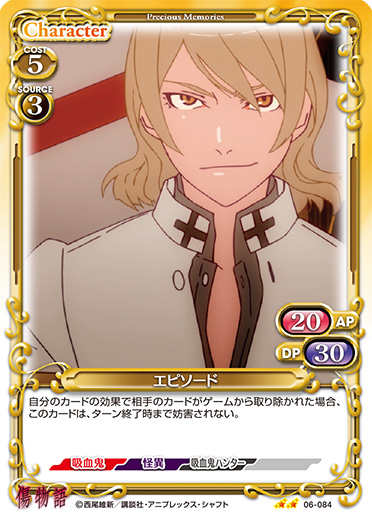 Precious Memories
Character
COST
5
SOURCE
3
20 AP
DP 30
エピソード
自分のカードの効果で相手のカードがゲームから取り除かれた場合、
このカードは、ターン終了時まで妨害されない。
吸血鬼 怪異 吸血鬼ハンター
傷物語
©西尾維新／講談社・アニプレックス・シャフト
06-084